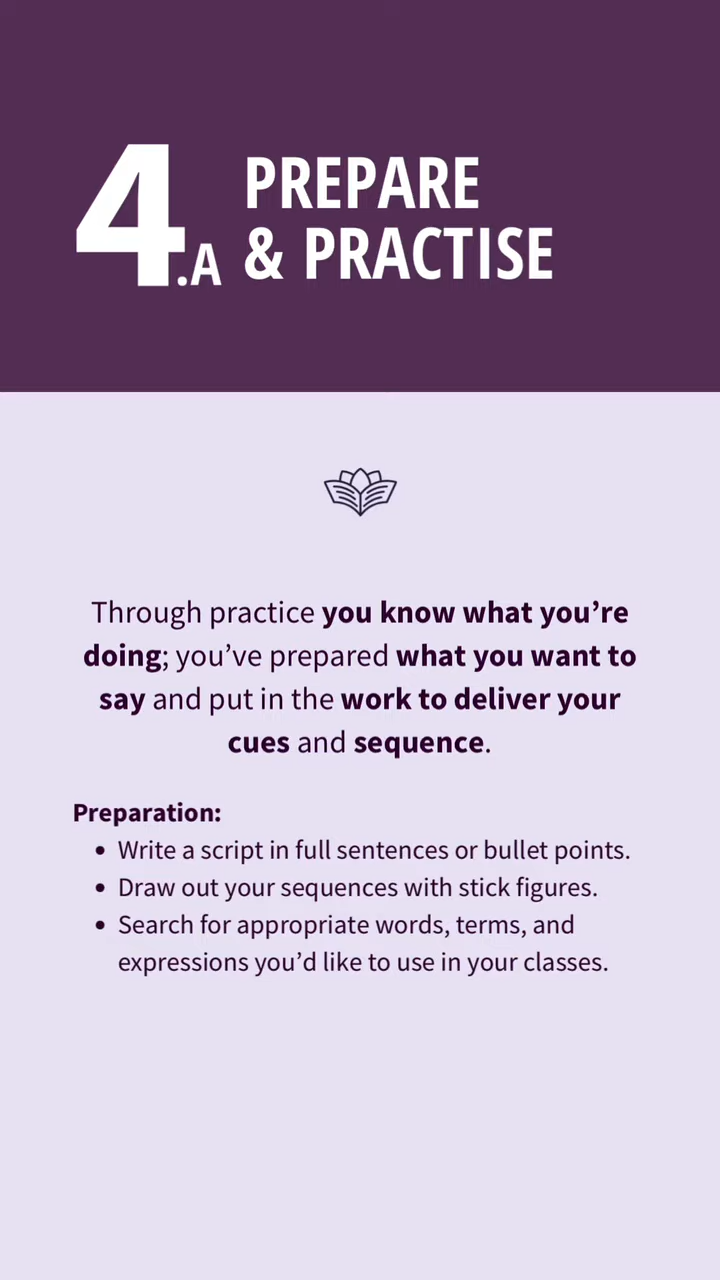 4.A PREPARE
& PRACTISE
Through practice you know what you’re
doing; you’ve prepared what you want to
say and put in the work to deliver your
cues and sequence.
Preparation:
• Write a script in full sentences or bullet points.
• Draw out your sequences with stick figures.
• Search for appropriate words, terms, and
expressions you’d like to use in your classes.